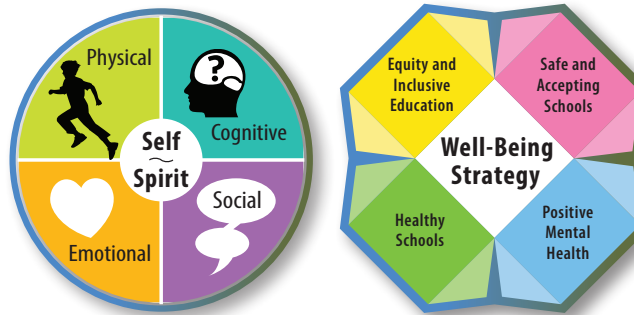 Physical
?
Cognitive
Self
Spirit
Emotional
Social
Equity and
Inclusive
Education
Safe and
Accepting
Schools
Well-Being
Strategy
Healthy
Schools
Positive
Mental
Health